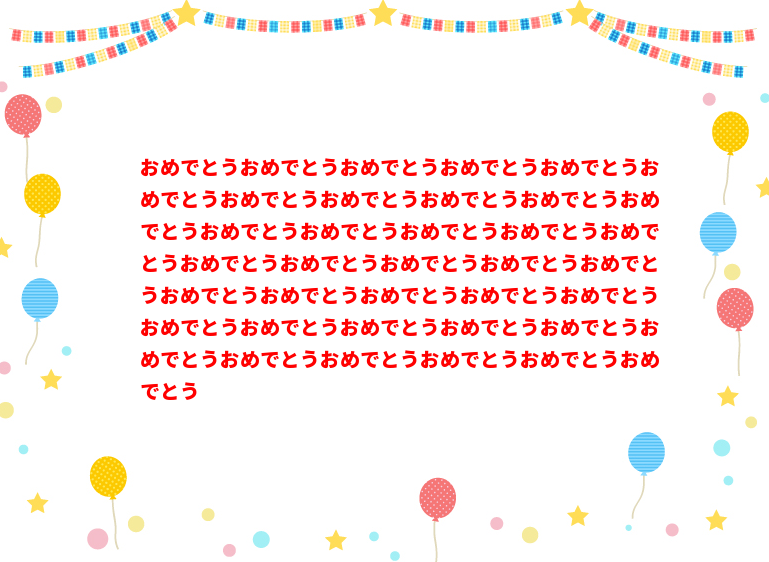 おめでとうおめでとうおめでとうおめでとうおめでとうお
めでとうおめでとうおめでとうおめでとうおめでとうおめ
でとうおめでとうおめでとうおめでとうおめでとうおめで
とうおめでとうおめでとうおめでとうおめでとうおめでと
うおめでとうおめでとうおめでとうおめでとうおめでとう
おめでとうおめでとうおめでとうおめでとうおめでとうお
めでとうおめでとうおめでとうおめでとうおめでとうおめ
でとう